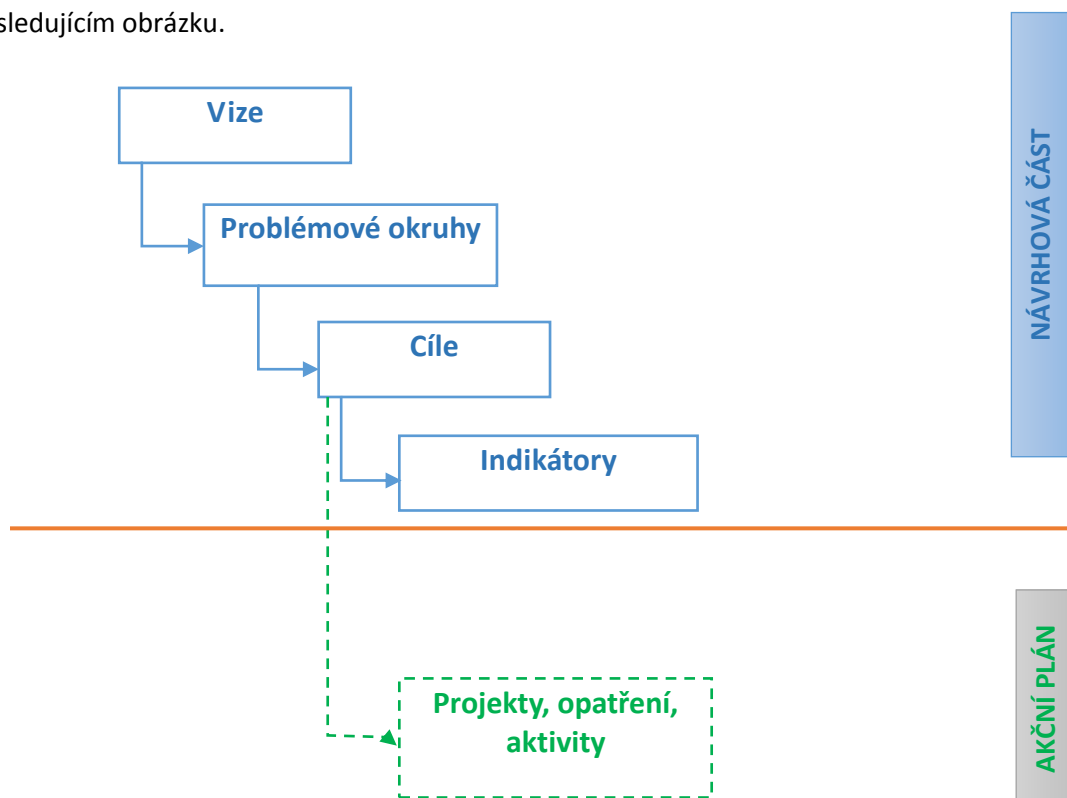 sledujícím obrázku.
Vize
Problémové okruhy
Cíle
Indikátory
NÁVRHOVÁ ČÁST
Projekty, opatření,
aktivity
AKČNÍ PLÁN